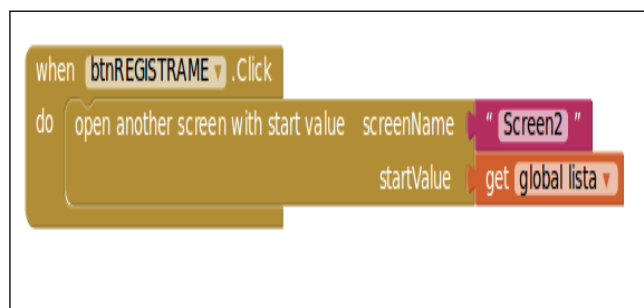 when btnREGISTRAME .Click
do open another screen with start value screenName " Screen2 "
startValue get global lista